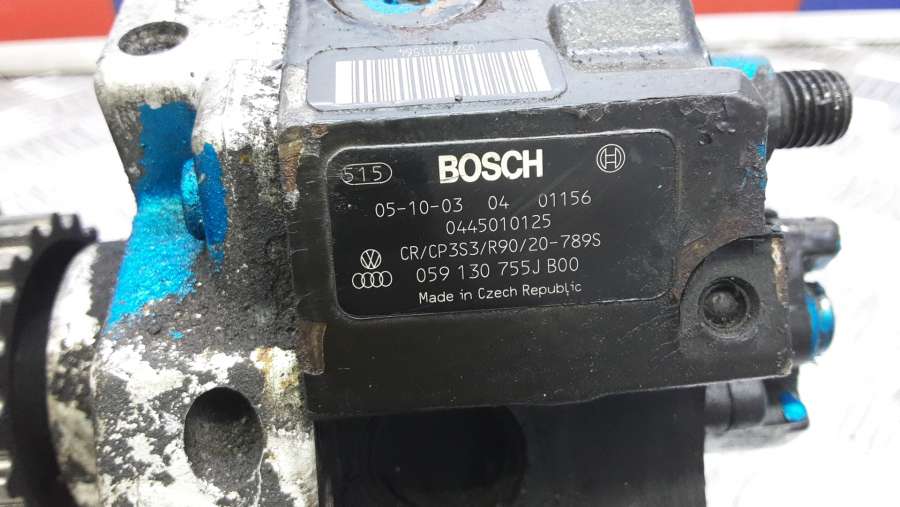 05276011564
515
BOSCH
05-10-03 04 01156
0445010125
CR/CP3S3/R90/20-789S
059 130 755J B00
Made in Czech Republic